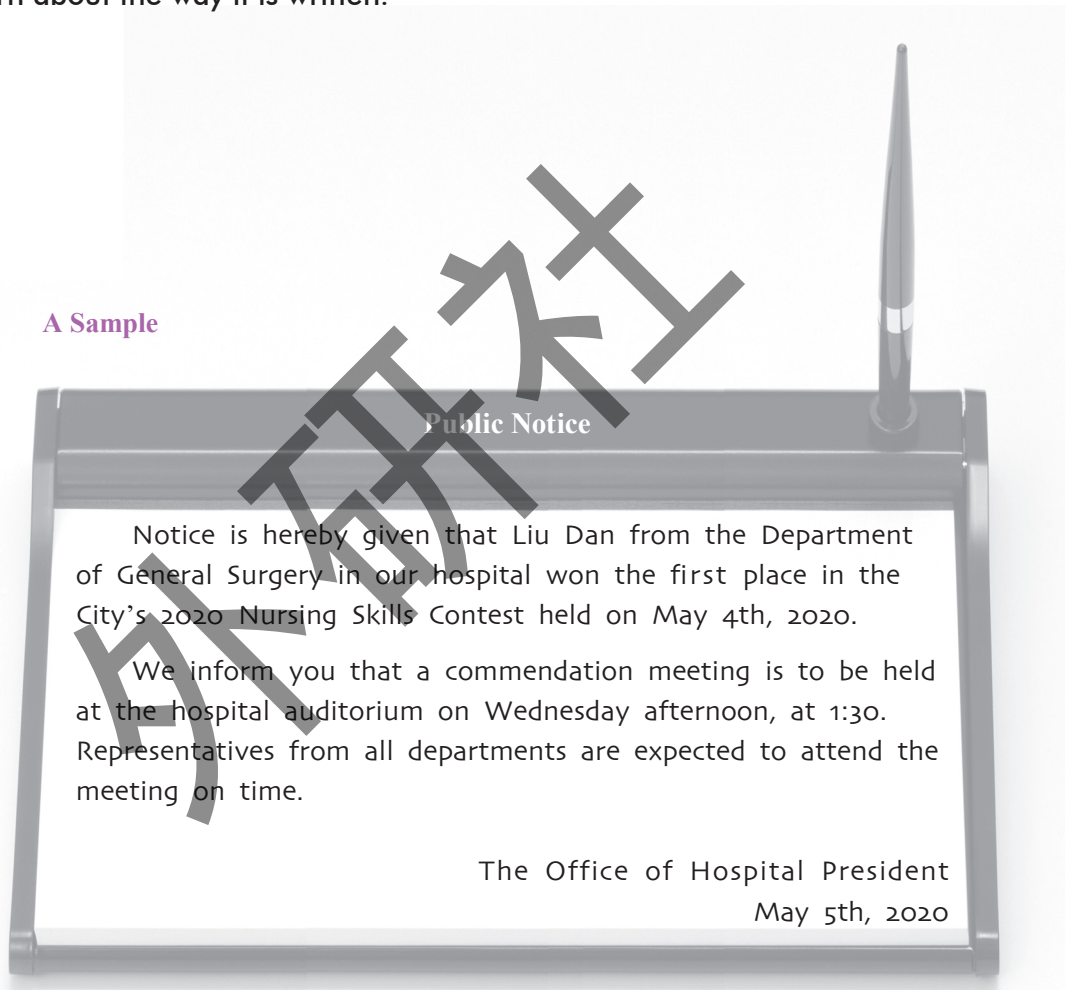 rn about the way it is written.
A Sample
Public Notice
Notice is hereby given that Liu Dan from the Department
of General Surgery in our hospital won the first place in the
City's 2020 Nursing Skills Contest held on May 4th, 2020.
We inform you that a commendation meeting is to be held
at the hospital auditorium on Wednesday afternoon, at 1:30.
Representatives from all departments are expected to attend the
meeting on time.
The Office of Hospital President
May 5th, 2020
外研社